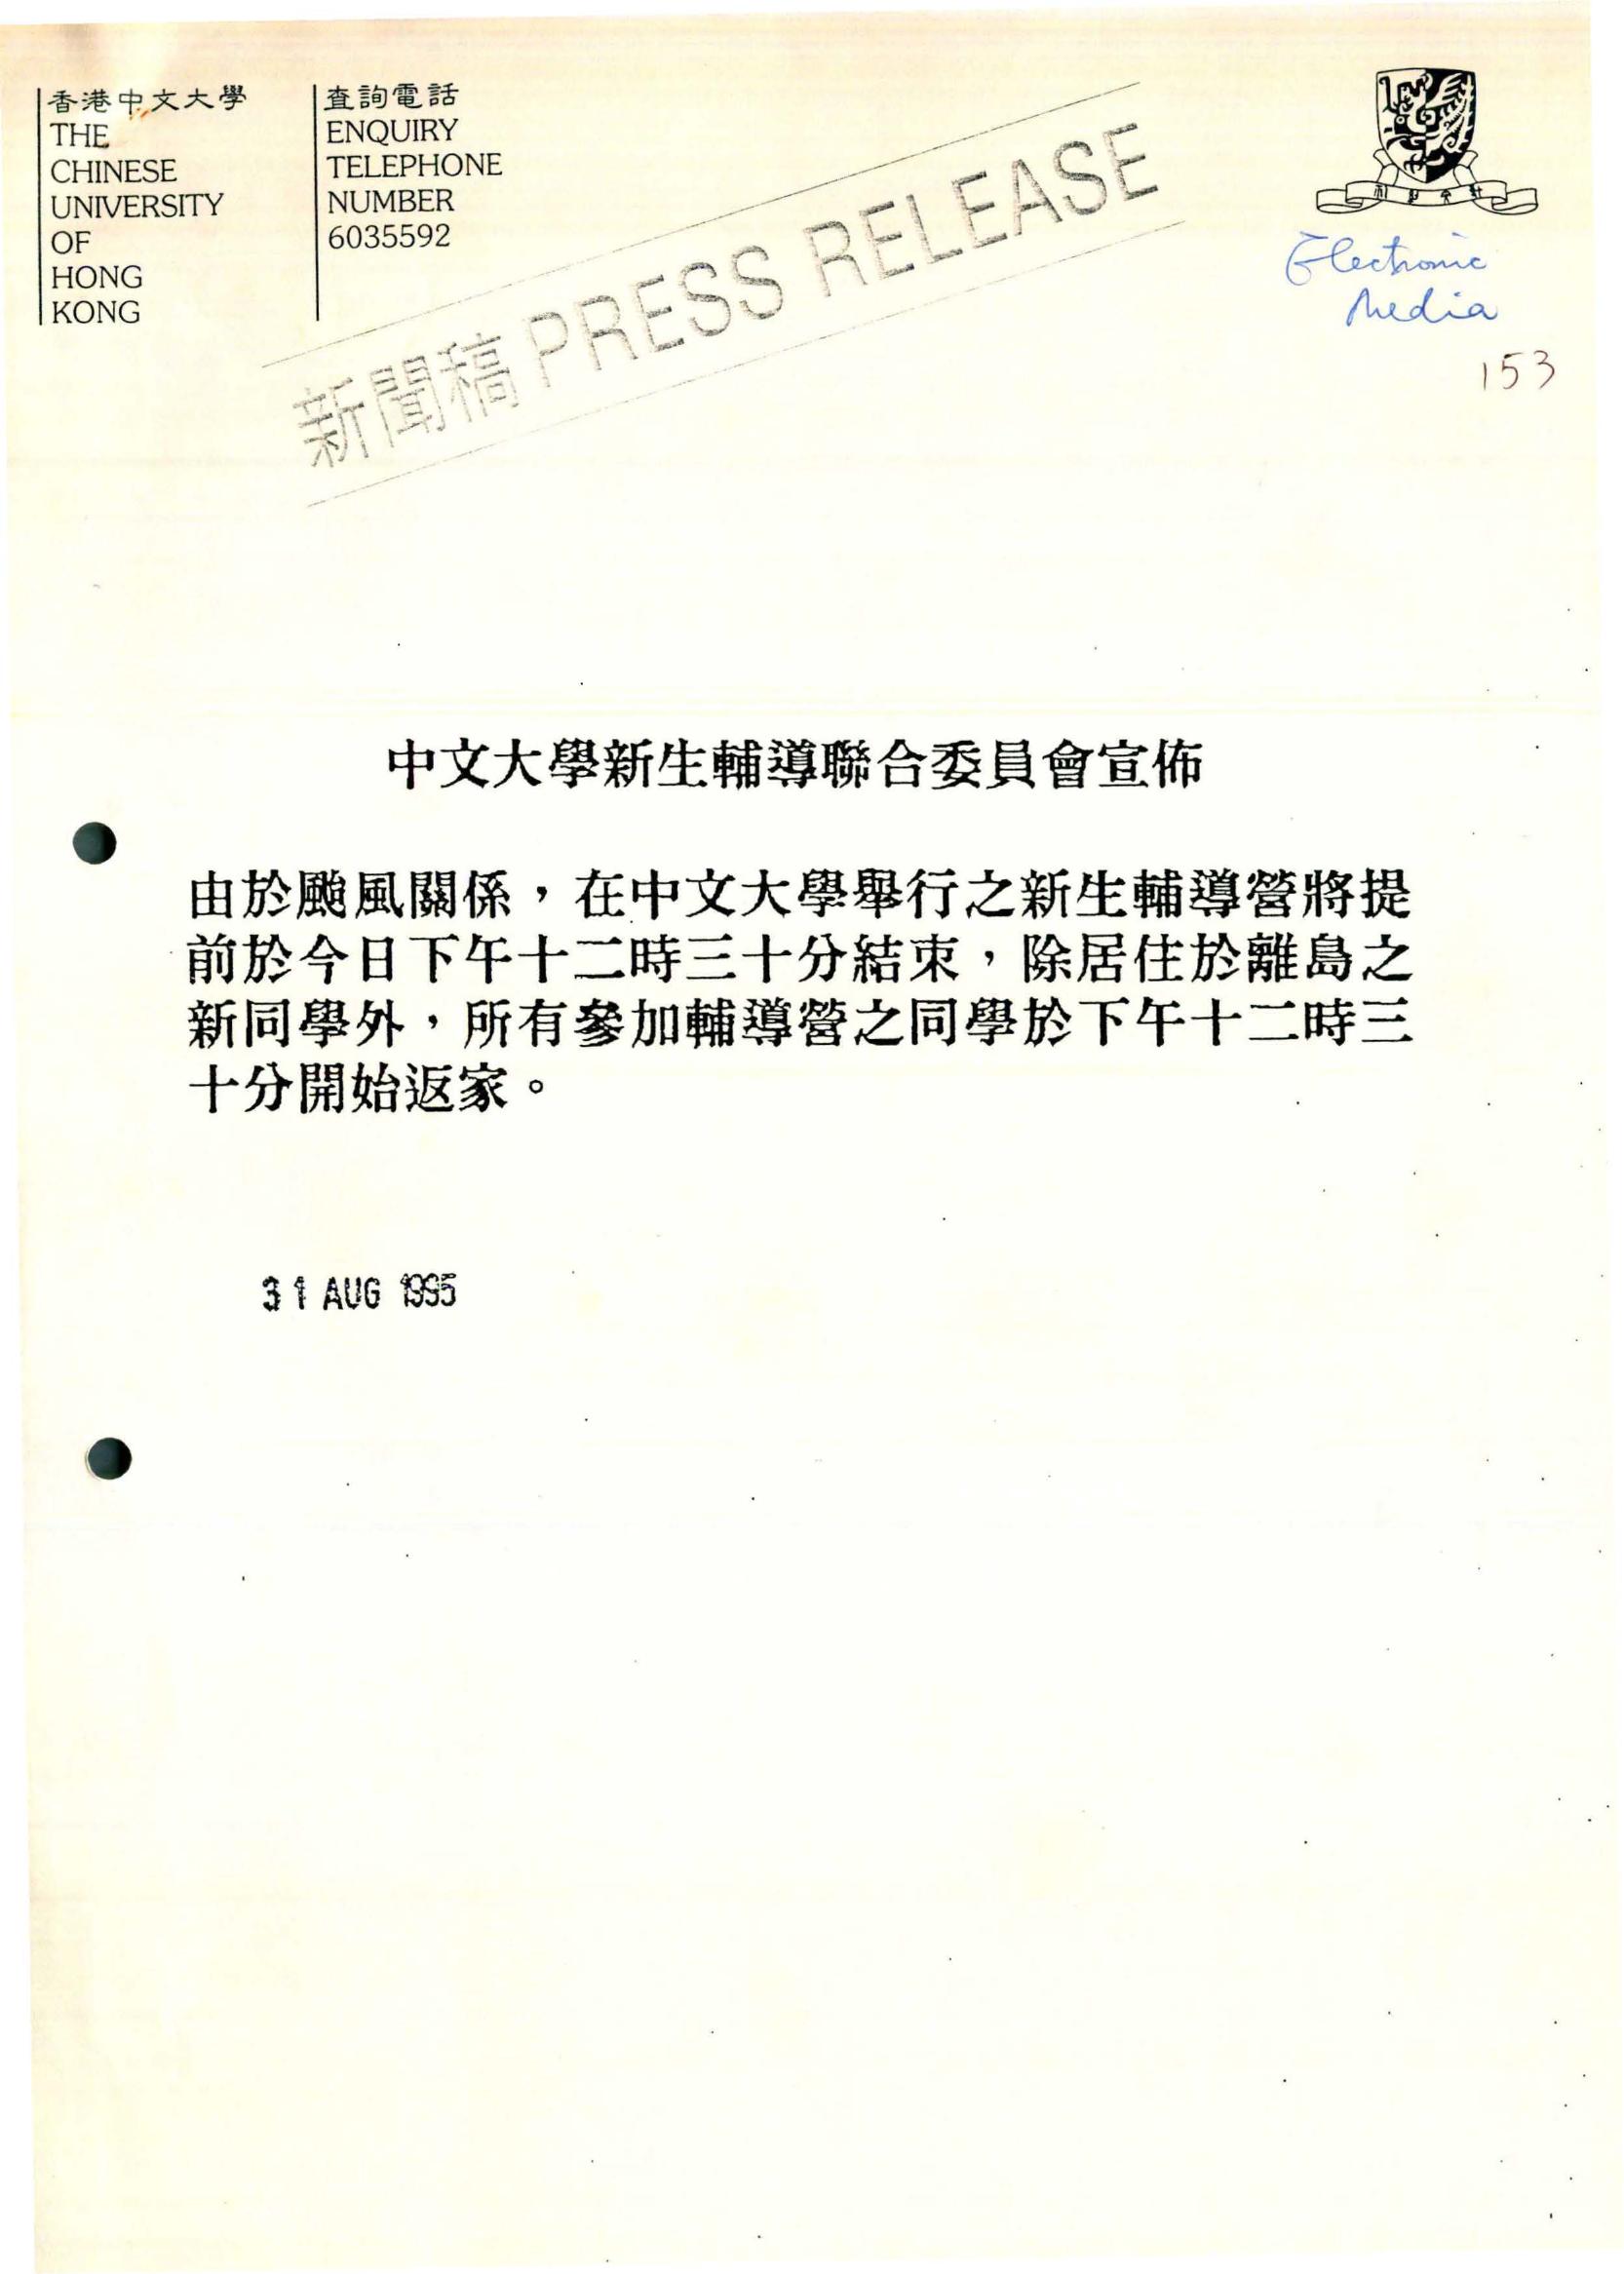 香港中文大學
THE
CHINESE
UNIVERSITY
OF
HONG
KONG
查詢電話
ENQUIRY
TELEPHONE
NUMBER
6035592
新聞稿 PRESS RELEASE
Electronic
Media
153
中文大學新生輔導聯合委員會宣佈
由於颱風關係，在中文大學舉行之新生輔導營將提
前於今日下午十二時三十分結束，除居住於離島之
新同學外，所有參加輔導營之同學於下午十二時三
十分開始返家。
31 AUG 1995